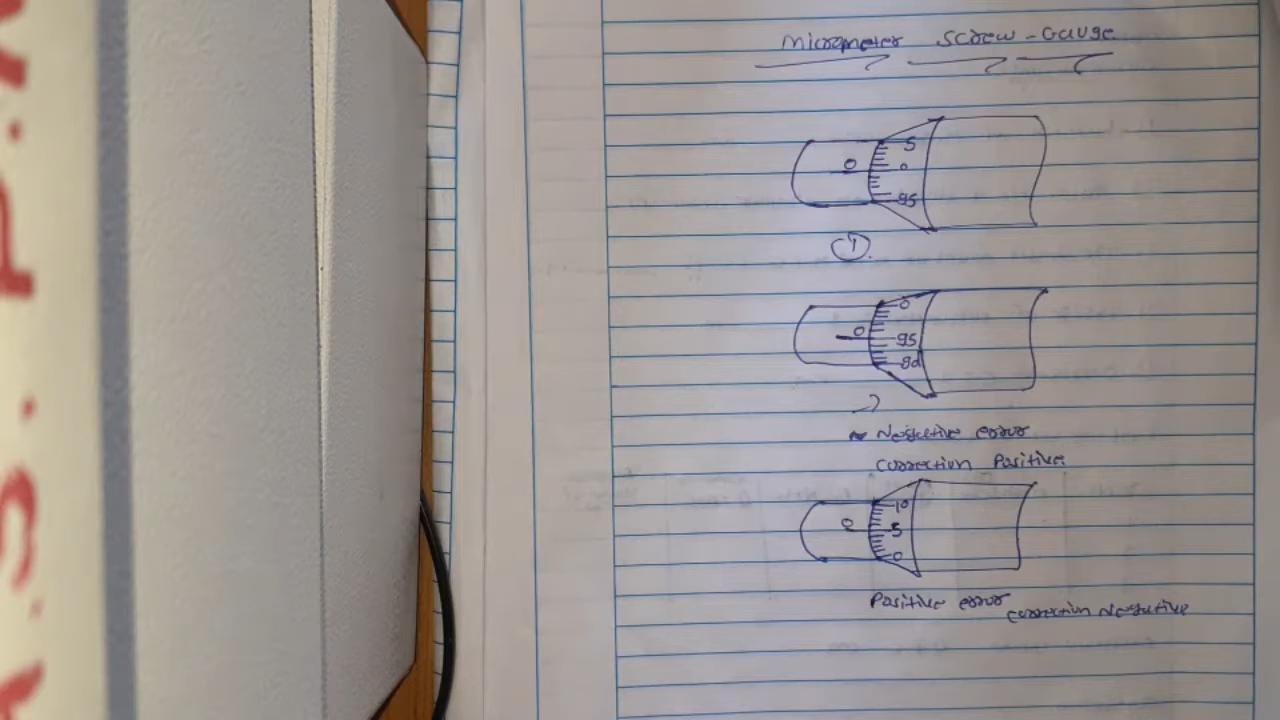 micrometer screw-Gauge
5
0 0
95
1
0
0 95
90
Negative error
Correction Positive
10
0 5
0
Positive error correction Negative